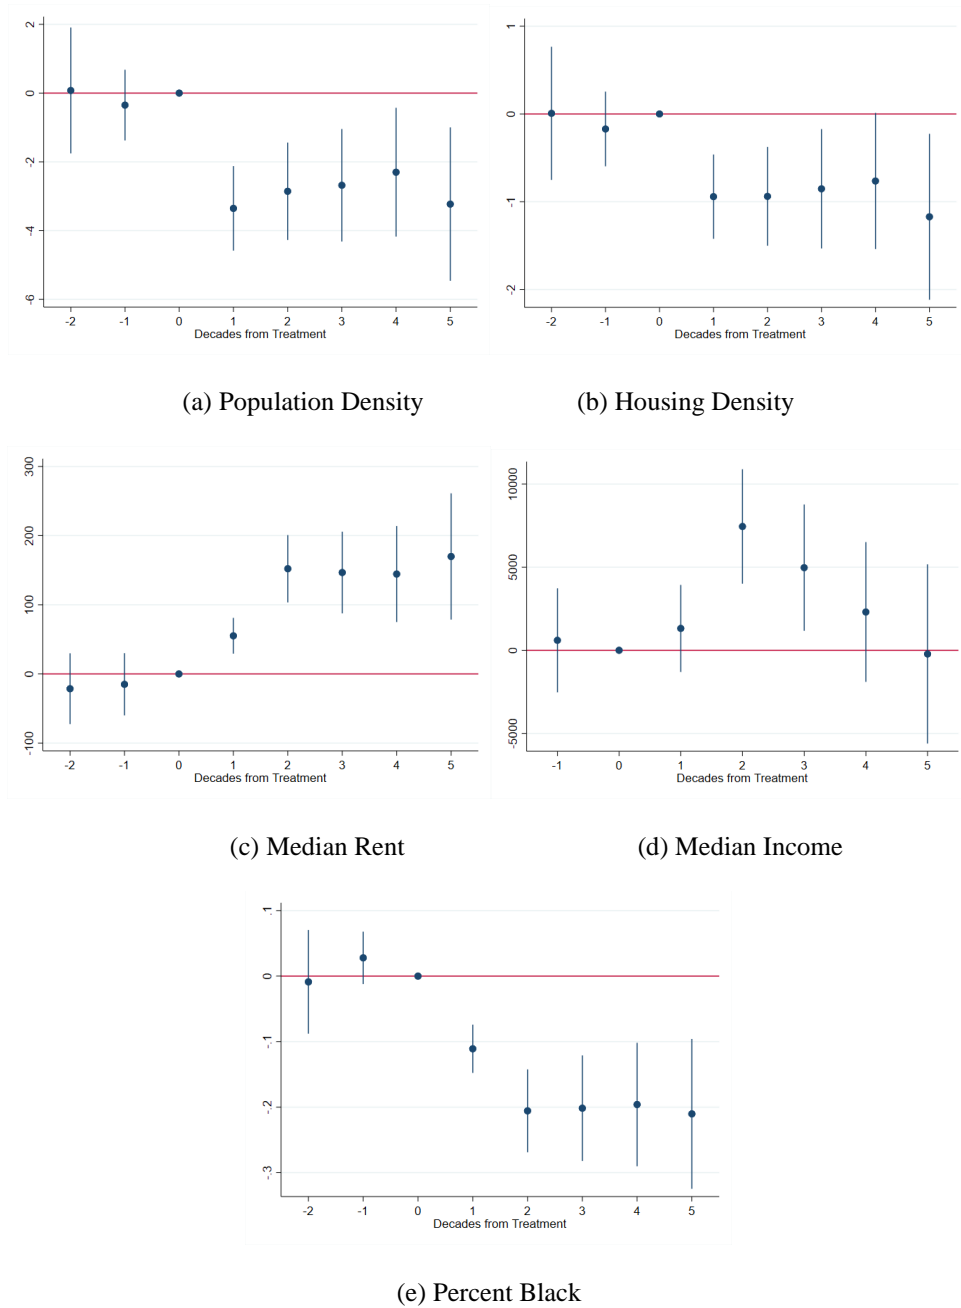 2
0
-2
-4
-6
-2 -1 0 1 2 3 4 5
Decades from Treatment
(a) Population Density
1
0
-1
-2
-2 -1 0 1 2 3 4 5
Decades from Treatment
(b) Housing Density
300
200
100
0
-100
-2 -1 0 1 2 3 4 5
Decades from Treatment
(c) Median Rent
10000
5000
0
-5000
-1 0 1 2 3 4 5
Decades from Treatment
(d) Median Income
.1
0
-.1
-.2
-.3
-2 -1 0 1 2 3 4 5
Decades from Treatment
(e) Percent Black